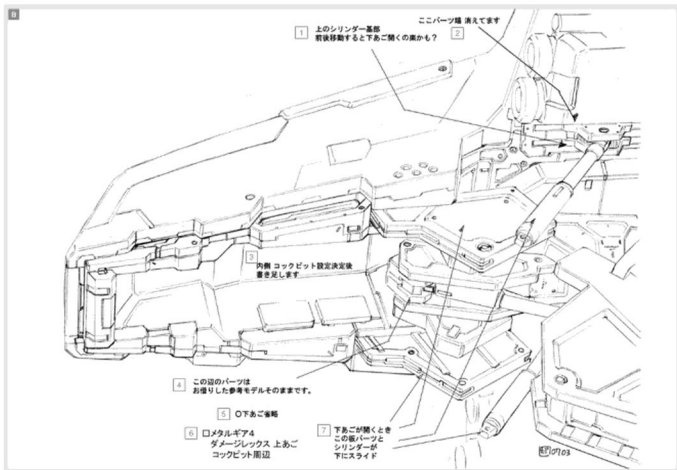 B
1 上のシリンダー基部
前後移動すると下あご開くの楽かも？
ここパーツ端 消えてます
2
3
内側 コックピット設定決定後
書き足します
4 この辺のパーツは
お借りした参考モデルそのままです。
5 〇下あご省略
6 口メタルギア4
ダメージレックス 上あご
コックピット周辺
7 下あごが開くとき
この板パーツと
シリンダーが
下にスライド
0703